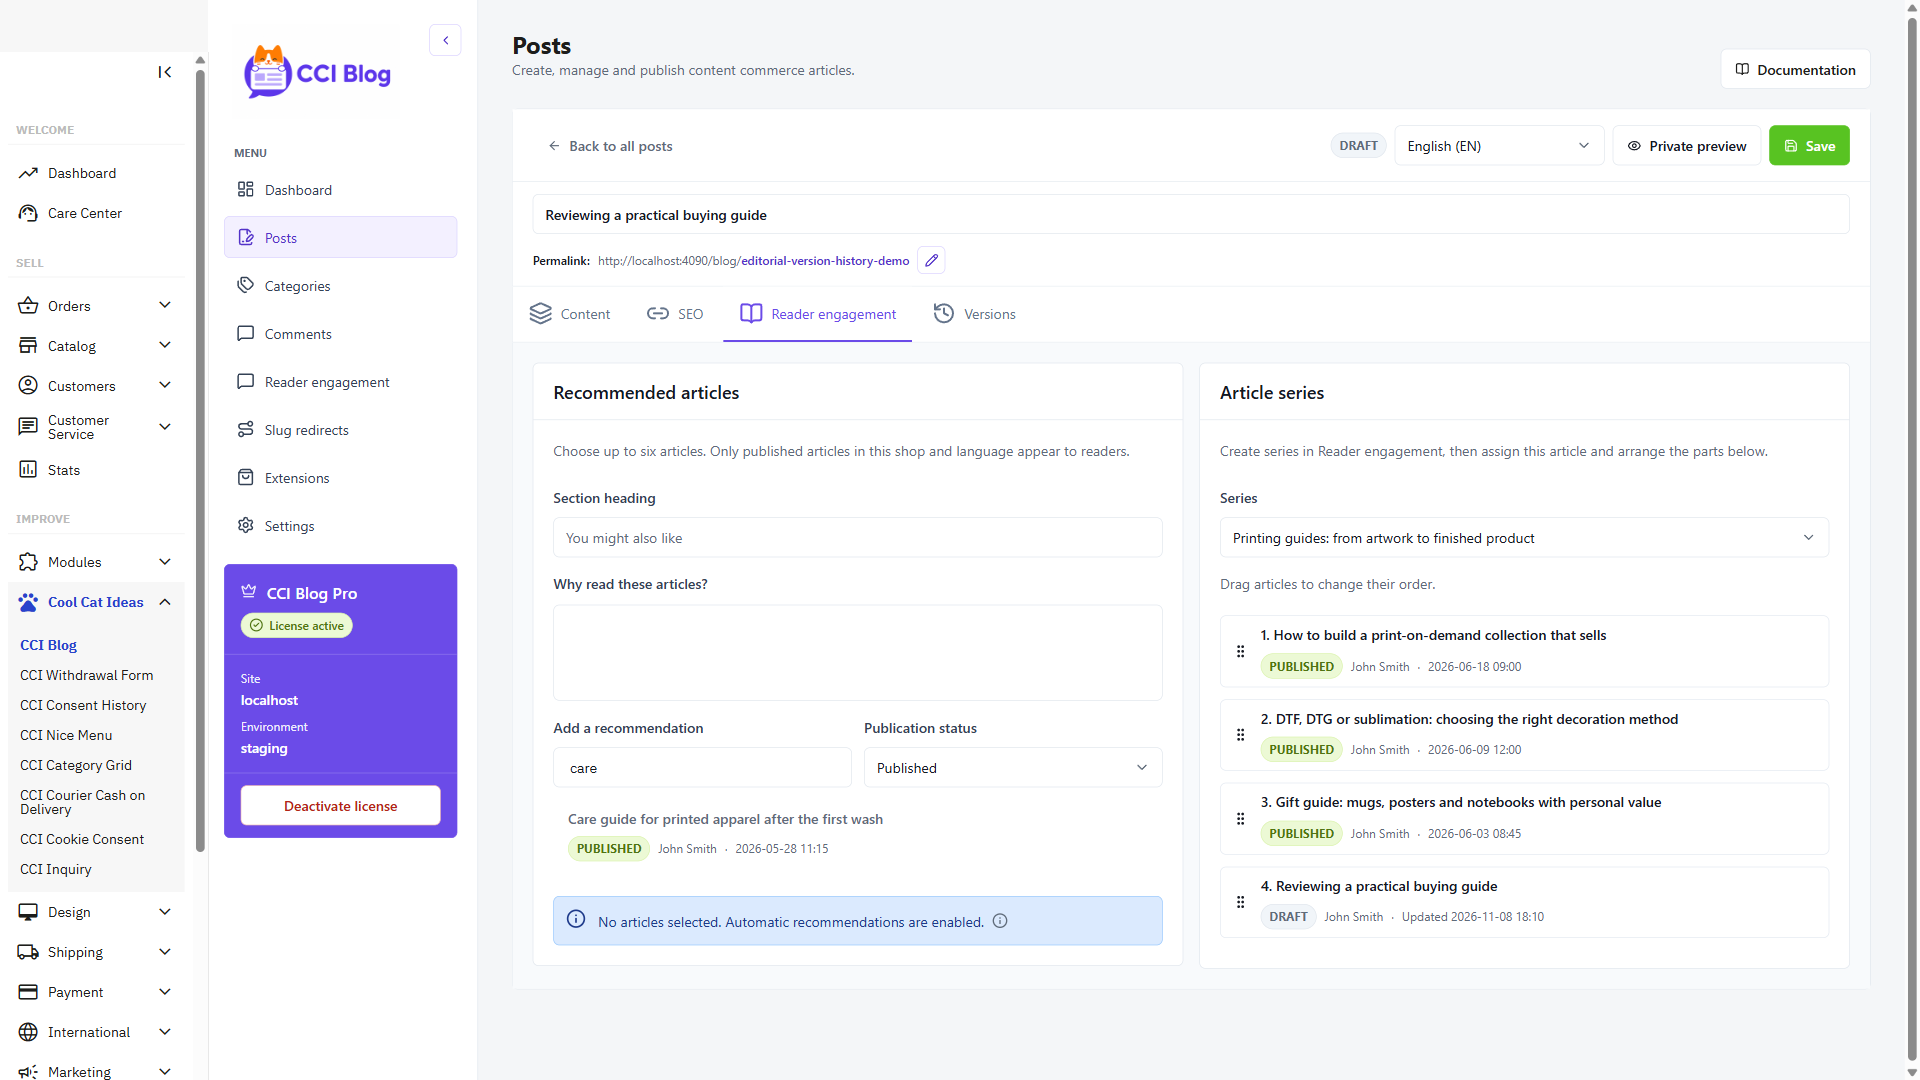 WELCOME
Dashboard
Care Center
SELL
Orders
Catalog
Customers
Customer
Service
Stats
IMPROVE
Modules
Cool Cat Ideas
CCI Blog
CCI Withdrawal Form
CCI Consent History
CCI Nice Menu
CCI Category Grid
CCI Courier Cash on
Delivery
CCI Cookie Consent
CCI Inquiry
Design
Shipping
Payment
International
Marketing
CCI Blog
MENU
Dashboard
Posts
Categories
Comments
Reader engagement
Slug redirects
Extensions
Settings
CCI Blog Pro
License active
Site
localhost
Environment
staging
Deactivate license
Posts
Create, manage and publish content commerce articles.
Documentation
Back to all posts
DRAFT
English (EN)
Private preview
Save
Reviewing a practical buying guide
Permalink: http://localhost:4090/blog/editorial-version-history-demo
Content
SEO
Reader engagement
Versions
Recommended articles
Choose up to six articles. Only published articles in this shop and language appear to readers.
Section heading
You might also like
Why read these articles?
Add a recommendation
Publication status
care
Published
Care guide for printed apparel after the first wash
PUBLISHED John Smith · 2026-05-28 11:15
No articles selected. Automatic recommendations are enabled.
Article series
Create series in Reader engagement, then assign this article and arrange the parts below.
Series
Printing guides: from artwork to finished product
Drag articles to change their order.
1. How to build a print-on-demand collection that sells
PUBLISHED John Smith · 2026-06-18 09:00
2. DTF, DTG or sublimation: choosing the right decoration method
PUBLISHED John Smith · 2026-06-09 12:00
3. Gift guide: mugs, posters and notebooks with personal value
PUBLISHED John Smith · 2026-06-03 08:45
4. Reviewing a practical buying guide
DRAFT John Smith · Updated 2026-11-08 18:10